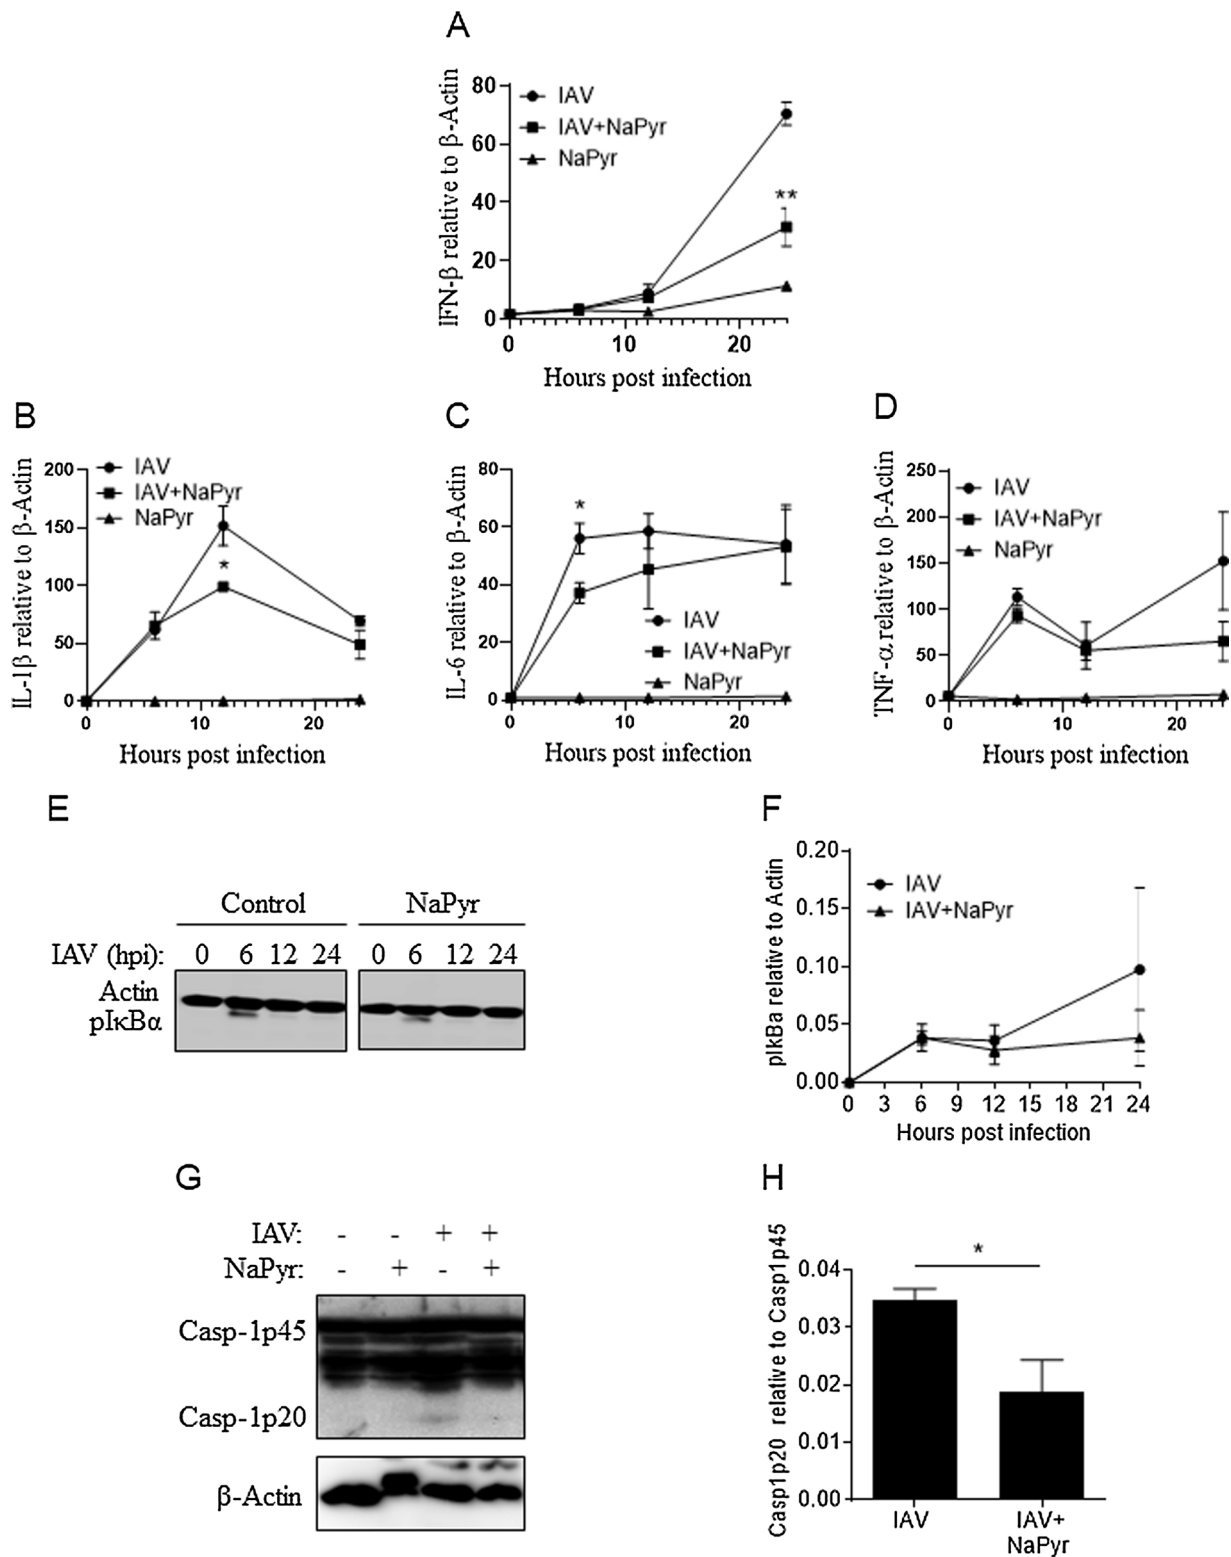 A
IFN-β relative to β-Actin
80
60
40
20
0
IAV
IAV+NaPyr
NaPyr
**
0 10 20
Hours post infection
B
IL-1β relative to β-Actin
200
150
100
50
0
IAV
IAV+NaPyr
NaPyr
*
0 10 20
Hours post infection
C
IL-6 relative to β-Actin
80
60
40
20
0
*
IAV
IAV+NaPyr
NaPyr
0 10 20
Hours post infection
D
TNF-α relative to β-Actin
250
200
150
100
50
0
IAV
IAV+NaPyr
NaPyr
0 10 20
Hours post infection
E
Control NaPyr
IAV (hpi): 0 6 12 24 0 6 12 24
Actin
pIκBα
F
pIkBa relative to Actin
0.20
0.15
0.10
0.05
0.00
IAV
IAV+NaPyr
0 3 6 9 12 15 18 21 24
Hours post infection
G
IAV: - - + +
NaPyr: - + - +
Casp-1p45
Casp-1p20
β-Actin
H
Casp1p20 relative to Casp1p45
0.04
0.03
0.02
0.01
0.00
*
IAV IAV+
NaPyr